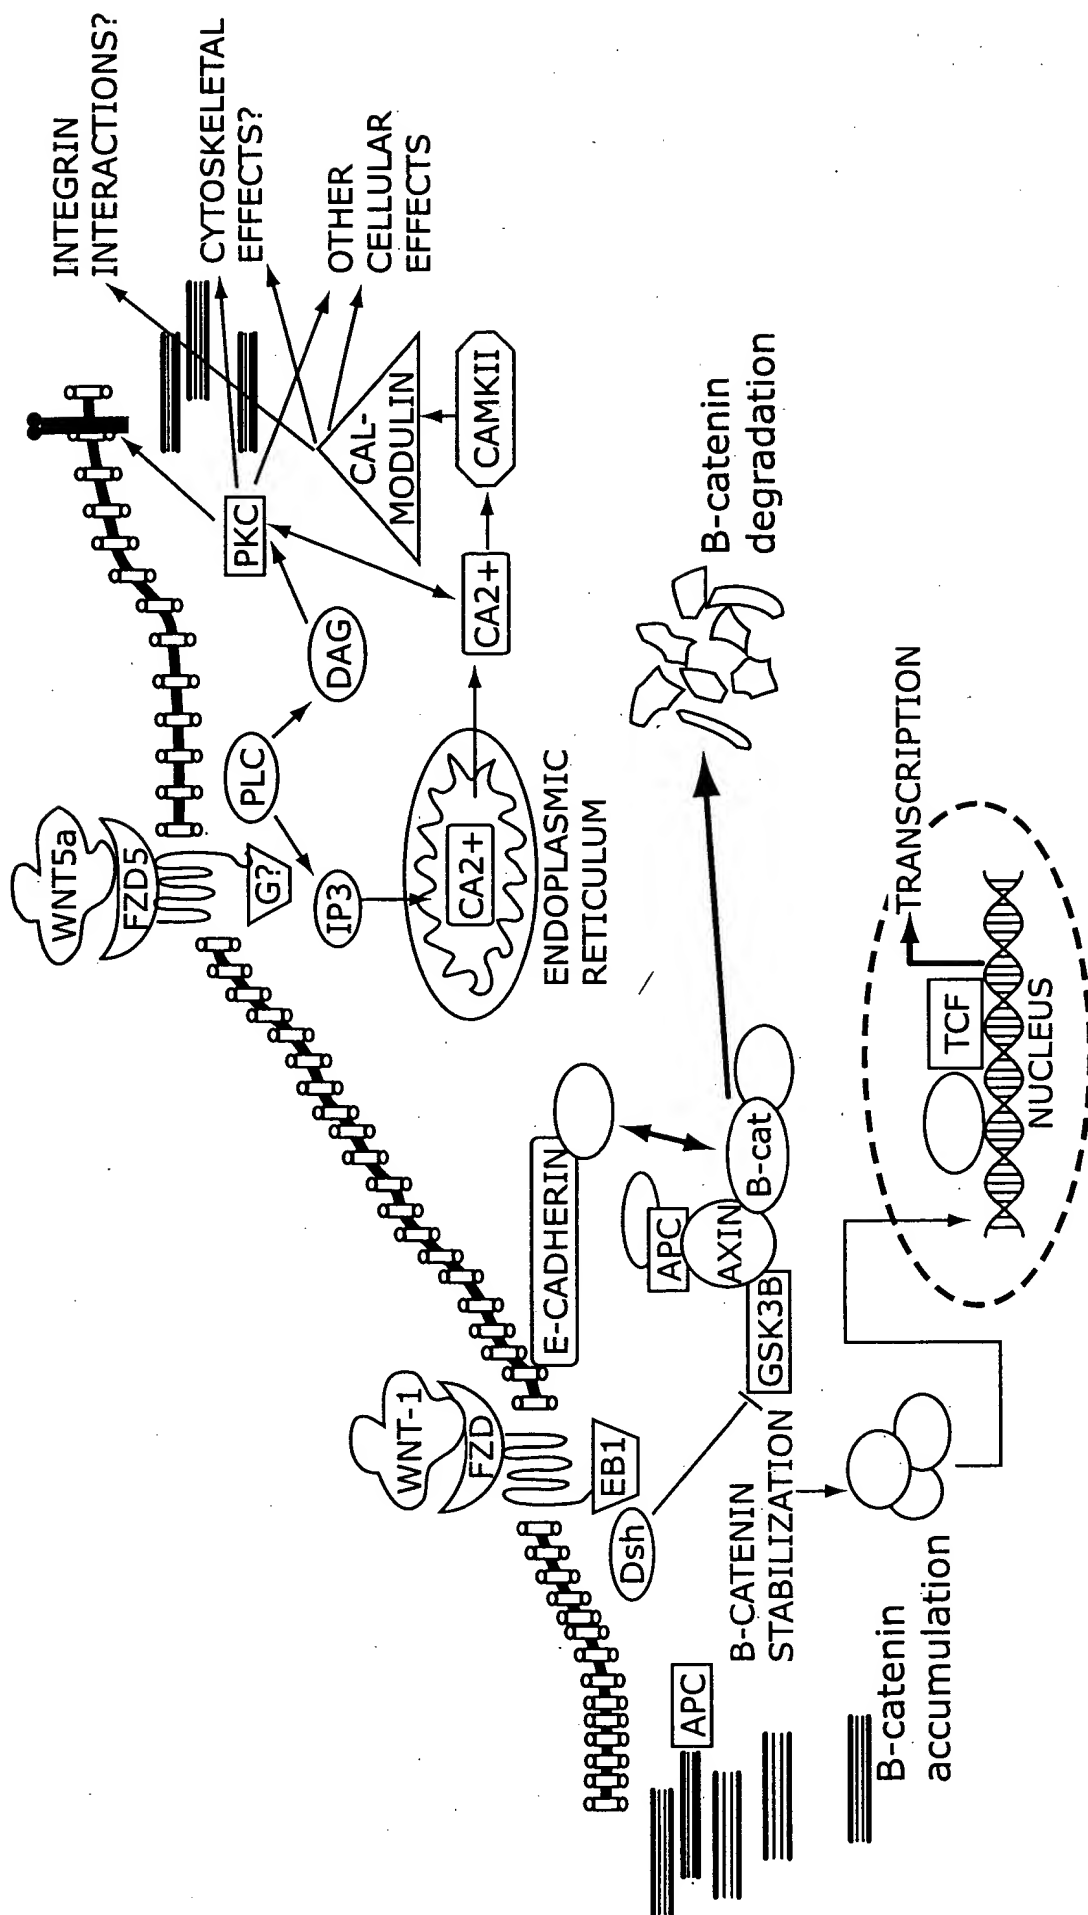 WNT5a
FZD5
G?
PLC
DAG
IP3
PKC
INTEGRIN
INTERACTIONS?
CYTOSKELETAL
EFFECTS?
OTHER
CELLULAR
EFFECTS
CAL-
MODULIN
CAMKII
CA2+
CA2+
ENDOPLASMIC
RETICULUM
WNT-1
FZD
EB1
Dsh
E-CADHERIN
APC
AXIN
B-cat
GSK3B
B-catenin
degradation
APC
B-CATENIN
STABILIZATION
B-catenin
accumulation
TRANSCRIPTION
TCF
NUCLEUS